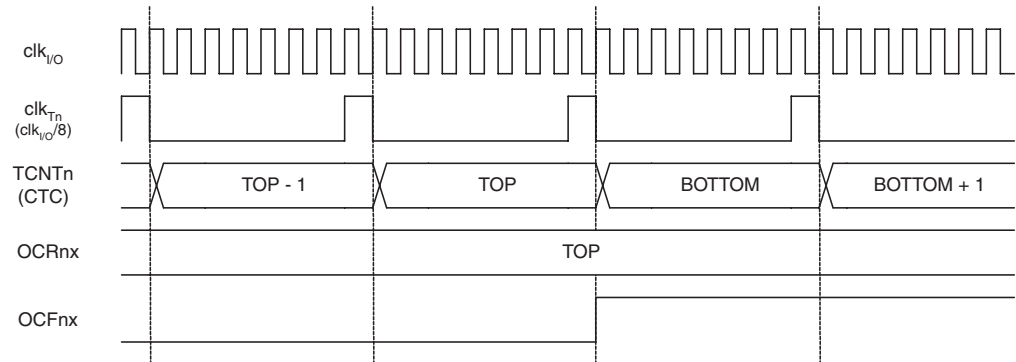 clkI/O
clkTn
(clkI/O/8)
TCNTn
(CTC)
TOP - 1
TOP
BOTTOM
BOTTOM + 1
OCRnx
TOP
OCFnx